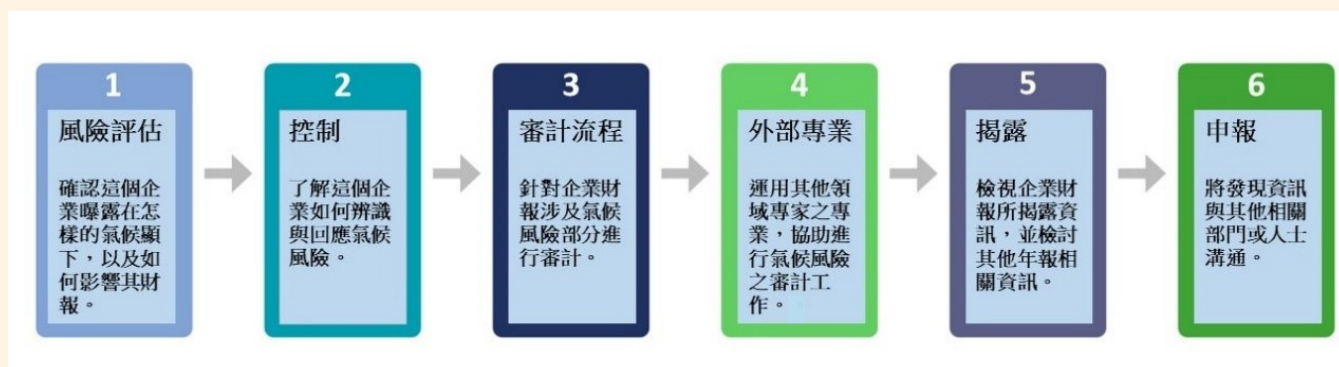 1
風險評估
確認這個企
業曝露在怎
樣的氣候顯
下，以及如
何影響其財
報。
2
控制
了解這個企
業如何辨識
與回應氣候
風險。
3
審計流程
針對企業財
報涉及氣候
風險部分進
行審計。
4
外部專業
運用其他領
域專家之專
業，協助進
行氣候風險
之審計工
作。
5
揭露
檢視企業財
報所揭露資
訊，並檢討
其他年報相
關資訊。
6
申報
將發現資訊
與其他相關
部門或人士
溝通。